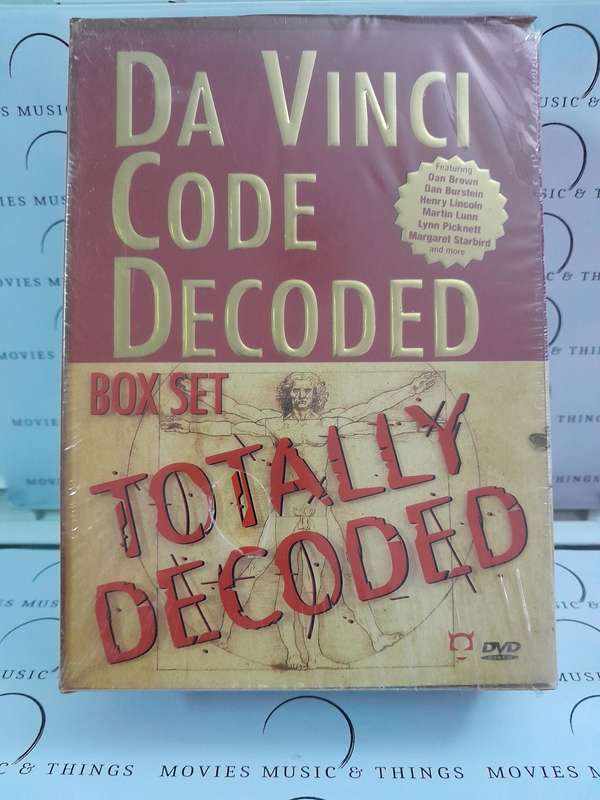 DA VINCI
CODE
DECODED
Featuring
Dan Brown
Dan Burstein
Henry Lincoln
Martin Lunn
Lynn Picknett
Margaret Starbird
and more
BOX SET
TOTALLY
DECODED
DVD
MOVIES MUSIC & THINGS
MOVIES MUSIC & THINGS